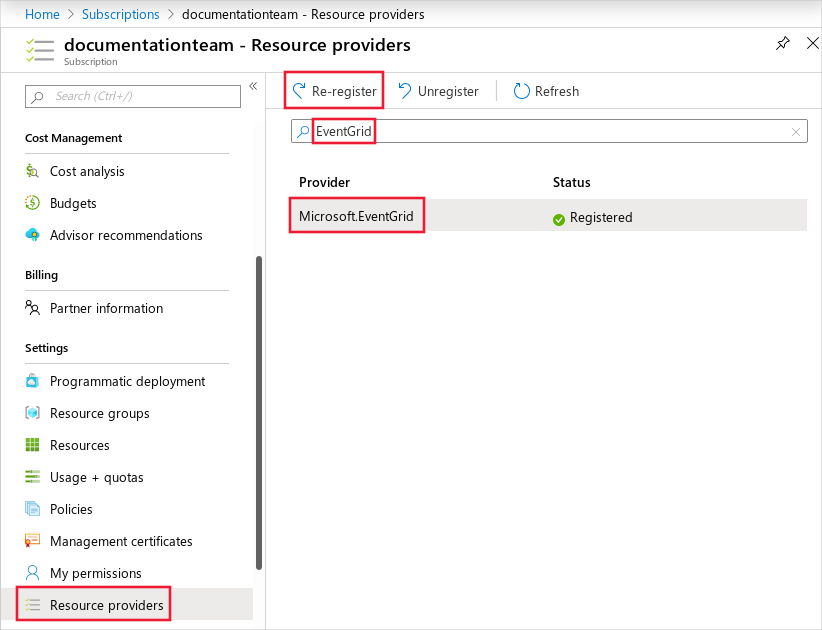 Home > Subscriptions > documentationteam - Resource providers
documentationteam - Resource providers
Subscription
Search (Ctrl+/)
«
Cost Management
Cost analysis
Budgets
Advisor recommendations
Billing
Partner information
Settings
Programmatic deployment
Resource groups
Resources
Usage + quotas
Policies
Management certificates
My permissions
Resource providers
Re-register Unregister Refresh
EventGrid
Provider Status
Microsoft.EventGrid Registered